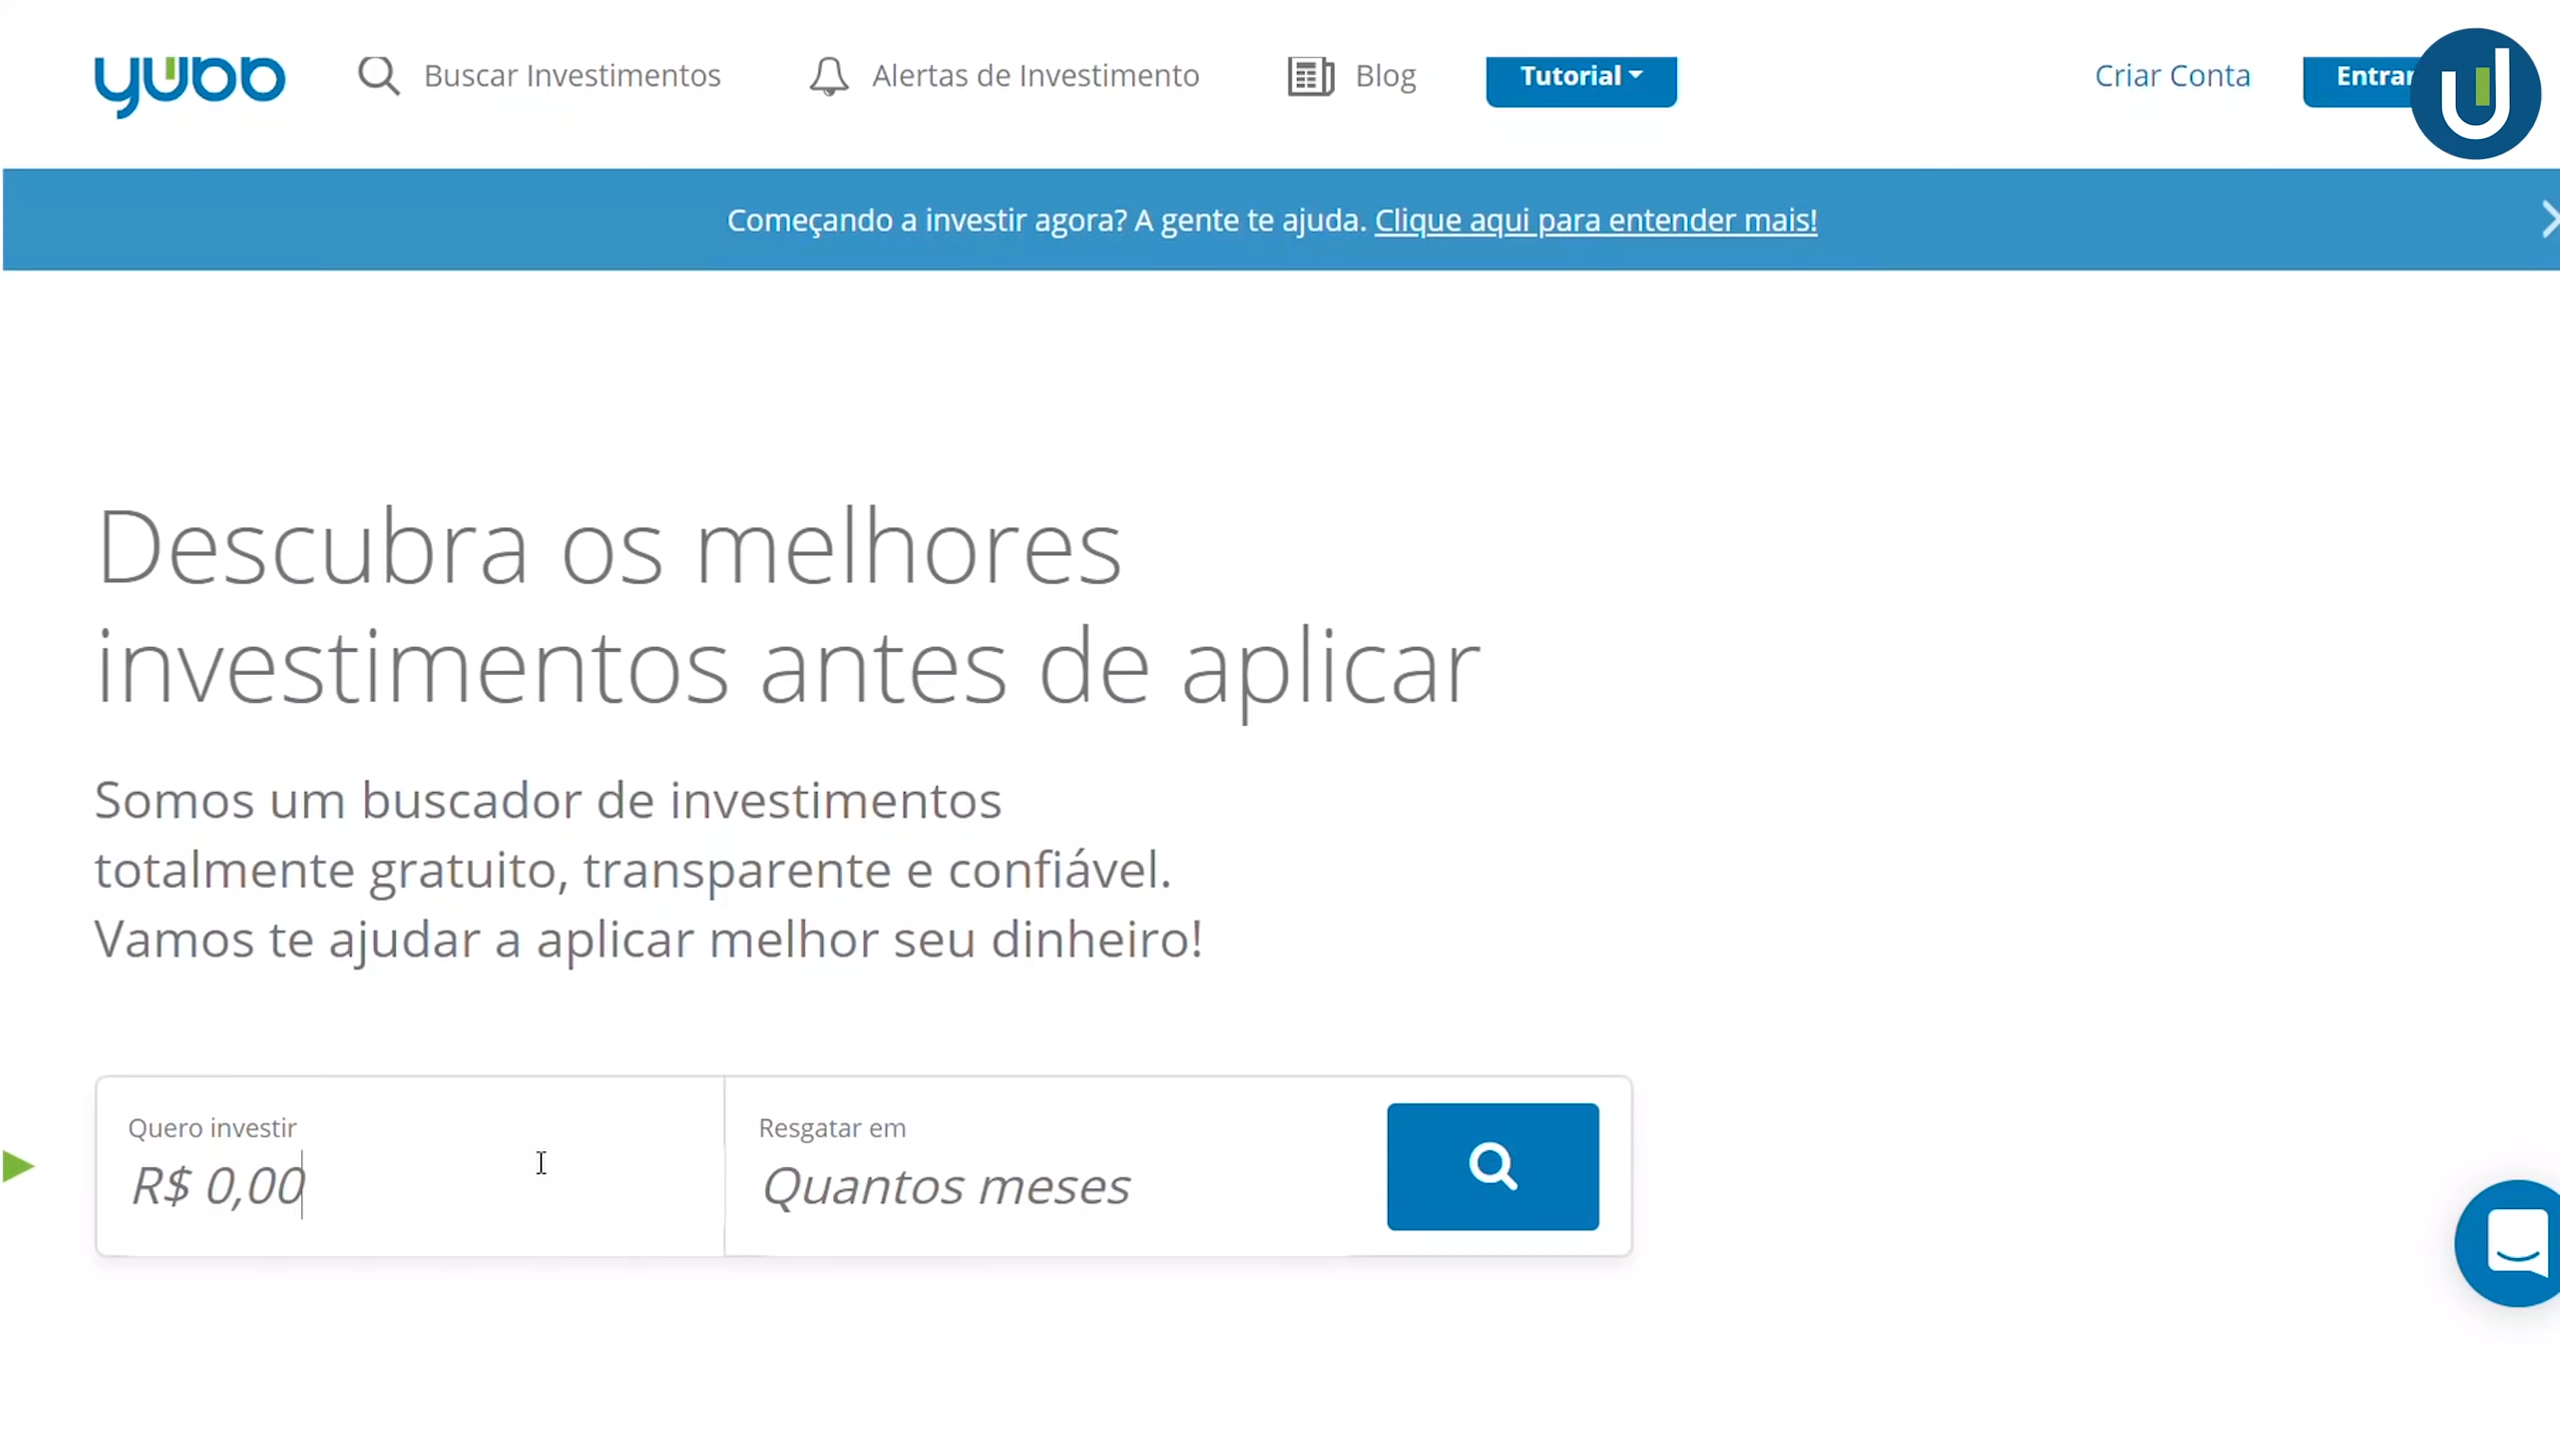 yubb
Buscar Investimentos
Alertas de Investimento
Blog
Tutorial
Criar Conta
Entrar
Começando a investir agora? A gente te ajuda. Clique aqui para entender mais!
Descubra os melhores
investimentos antes de aplicar
Somos um buscador de investimentos
totalmente gratuito, transparente e confiável.
Vamos te ajudar a aplicar melhor seu dinheiro!
Quero investir
R$ 0,00
Resgatar em
Quantos meses